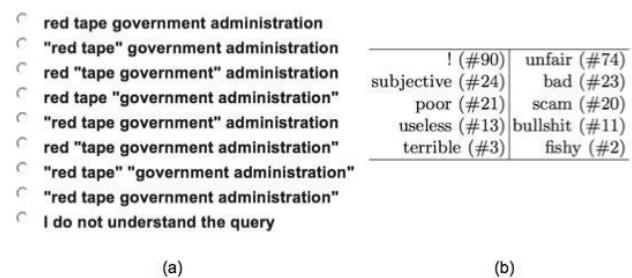 red tape government administration
"red tape" government administration
red "tape government" administration
red tape "government administration"
"red tape government" administration
red "tape government administration"
"red tape" "government administration"
"red tape government administration"
I do not understand the query
(a)
! (#90) unfair (#74)
subjective (#24) bad (#23)
poor (#21) scam (#20)
useless (#13) bullshit (#11)
terrible (#3) fishy (#2)
(b)